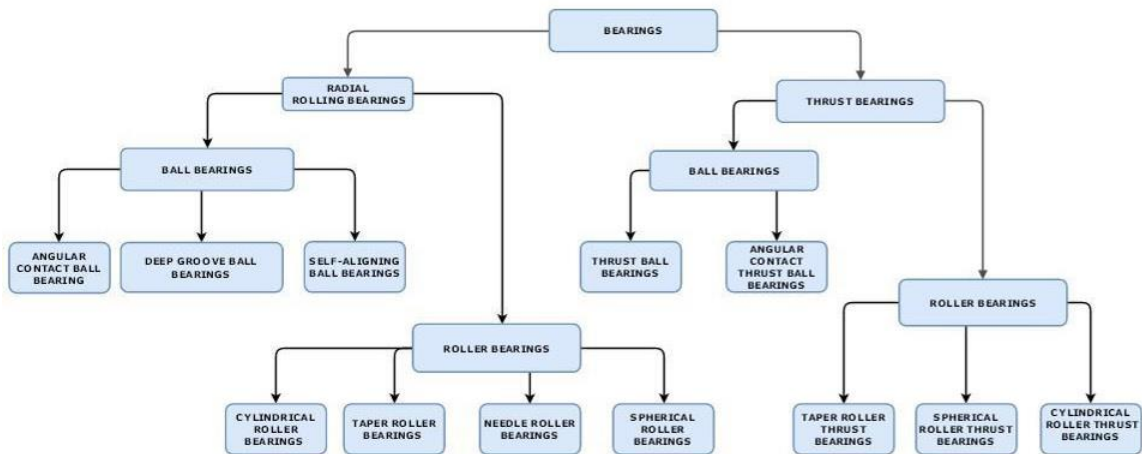 BEARINGS
RADIAL
ROLLING BEARINGS
THRUST BEARINGS
BALL BEARINGS
BALL BEARINGS
ANGULAR
CONTACT BALL
BEARING
DEEP GROOVE BALL
BEARINGS
SELF-ALIGNING
BALL BEARINGS
THRUST BALL
BEARINGS
ANGULAR
CONTACT
THRUST BALL
BEARINGS
ROLLER BEARINGS
ROLLER BEARINGS
CYLINDRICAL
ROLLER
BEARINGS
TAPER ROLLER
BEARINGS
NEEDLE ROLLER
BEARINGS
SPHERICAL
ROLLER
BEARINGS
TAPER ROLLER
THRUST
BEARINGS
SPHERICAL
ROLLER THRUST
BEARINGS
CYLINDRICAL
ROLLER THRUST
BEARINGS